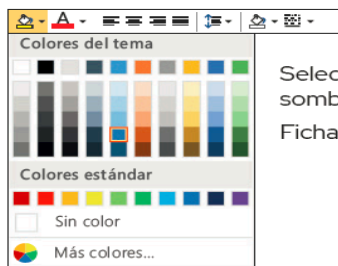 A
Colores del tema
Selec
somb
Ficha
Colores estándar
Sin color
Más colores...